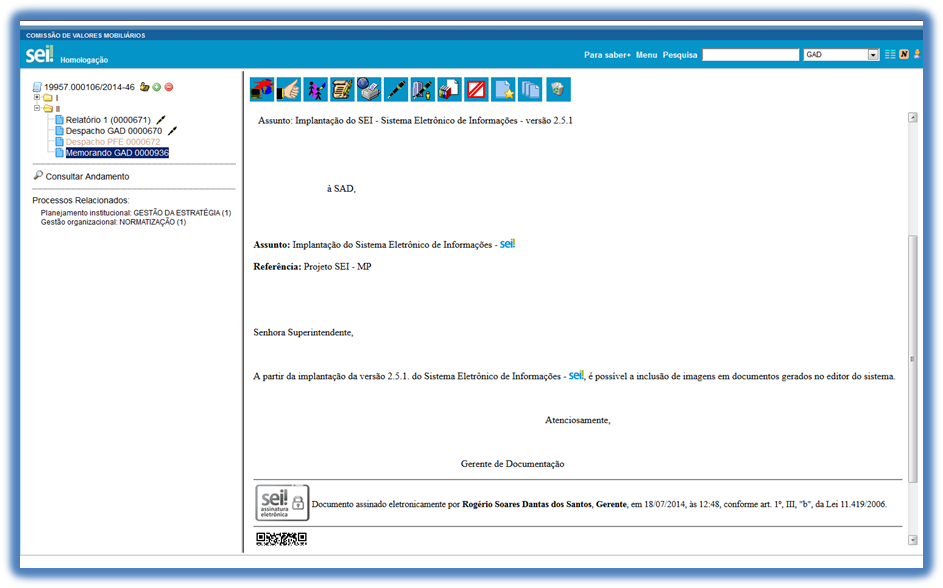 COMISSÃO DE VALORES MOBILIÁRIOS
sei! Homologação
Para saber+ Menu Pesquisa GAD N
19957.000106/2014-46
I
II
Relatório 1 (0000671)
Despacho GAD 0000670
Despacho PFE 0000672
Memorando GAD 0000936
Consultar Andamento
Processos Relacionados:
Planejamento institucional: GESTÃO DA ESTRATÉGIA (1)
Gestão organizacional: NORMATIZAÇÃO (1)
Assunto: Implantação do SEI - Sistema Eletrônico de Informações - versão 2.5.1
à SAD,
Assunto: Implantação do Sistema Eletrônico de Informações - sei!
Referência: Projeto SEI - MP
Senhora Superintendente,
A partir da implantação da versão 2.5.1. do Sistema Eletrônico de Informações - sei!, é possível a inclusão de imagens em documentos gerados no editor do sistema.
Atenciosamente,
Gerente de Documentação
sei!
assinatura
eletrônica
Documento assinado eletronicamente por Rogério Soares Dantas dos Santos, Gerente, em 18/07/2014, às 12:48, conforme art. 1º, III, "b", da Lei 11.419/2006.